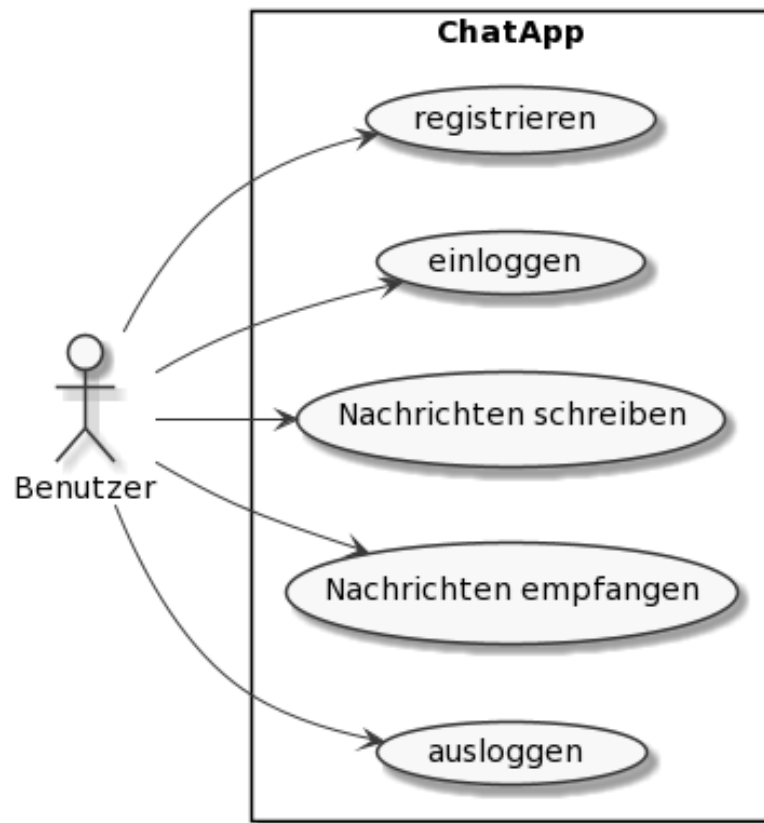 ChatApp
registrieren
einloggen
Nachrichten schreiben
Benutzer
Nachrichten empfangen
ausloggen